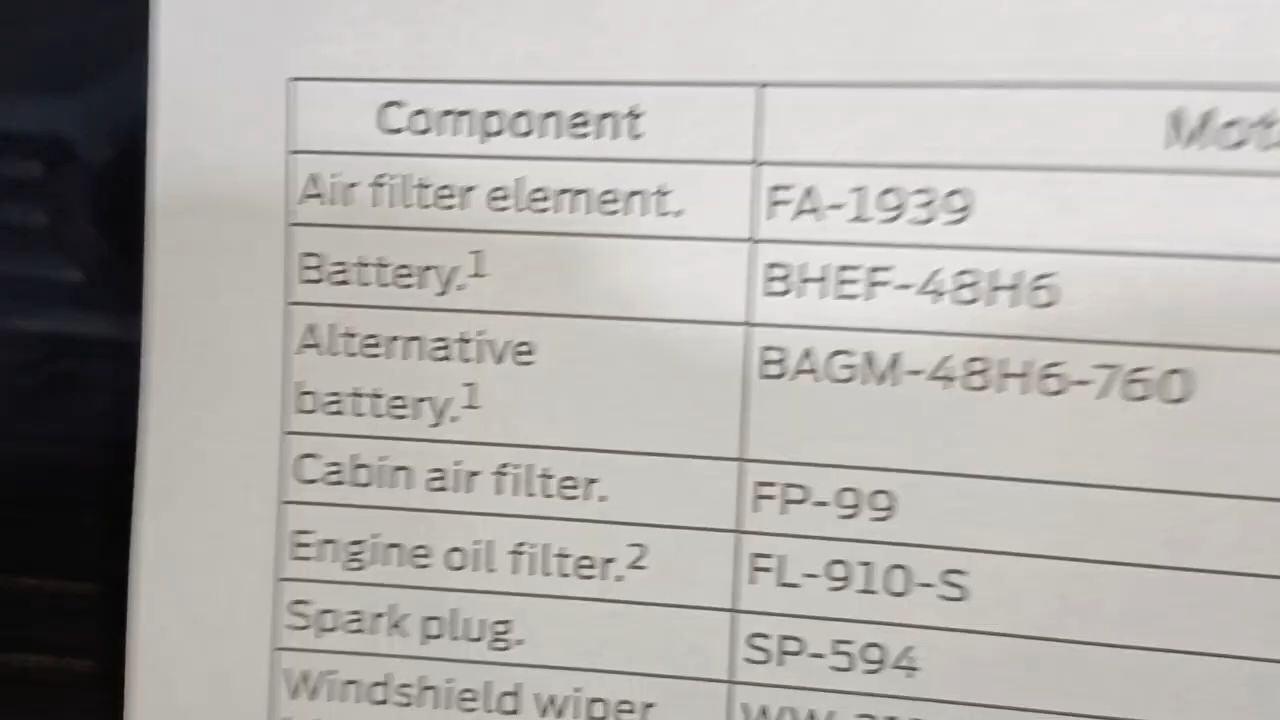 Component Mot
Air filter element. FA-1939
Battery.1 BHEF-48H6
Alternative BAGM-48H6-760
battery.1
Cabin air filter. FP-99
Engine oil filter.2 FL-910-S
Spark plug. SP-594
Windshield wiper